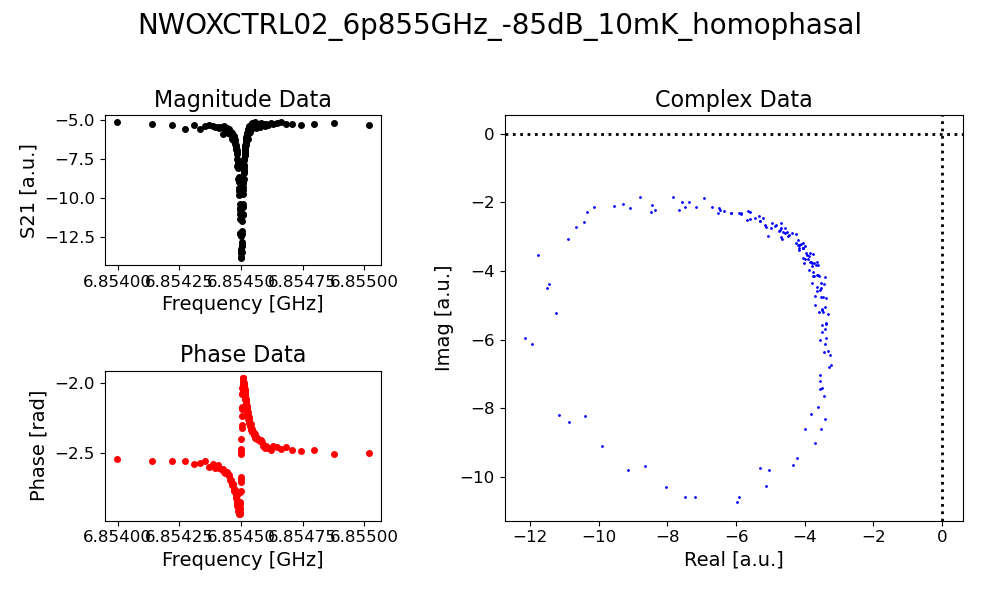 NWOXCTRL02_6p855GHz_-85dB_10mK_homophasal
Magnitude Data
S21 [a.u.]
−5.0
−7.5
−10.0
−12.5
6.85400 6.85425 6.85450 6.85475 6.85500
Frequency [GHz]
Phase Data
Phase [rad]
−2.0
−2.5
6.85400 6.85425 6.85450 6.85475 6.85500
Frequency [GHz]
Complex Data
Imag [a.u.]
0
−2
−4
−6
−8
−10
−12 −10 −8 −6 −4 −2 0
Real [a.u.]